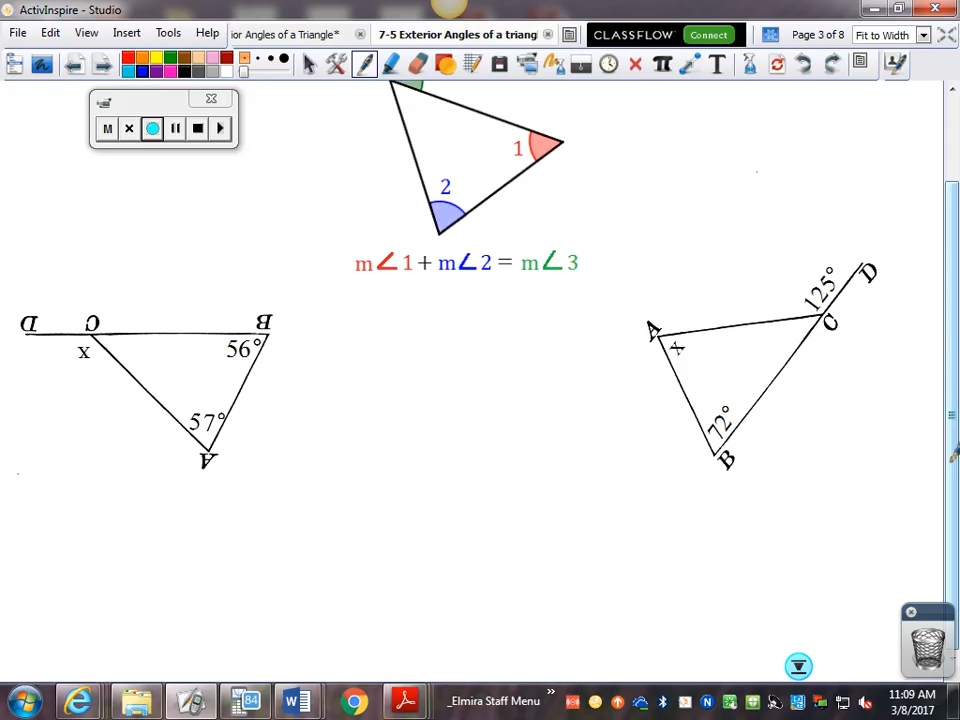 ActivInspire - Studio
File Edit View Insert Tools Help
ior Angles of a Triangle*
7-5 Exterior Angles of a triang
CLASSFLOW Connect
Page 3 of 8
Fit to Width
M
1
2
m∠1 + m∠2 = m∠3
D C B
x
56°
57°
A
D
125°
C
A
x
72°
B
84
_Elmira Staff Menu
»
11:09 AM
3/8/2017